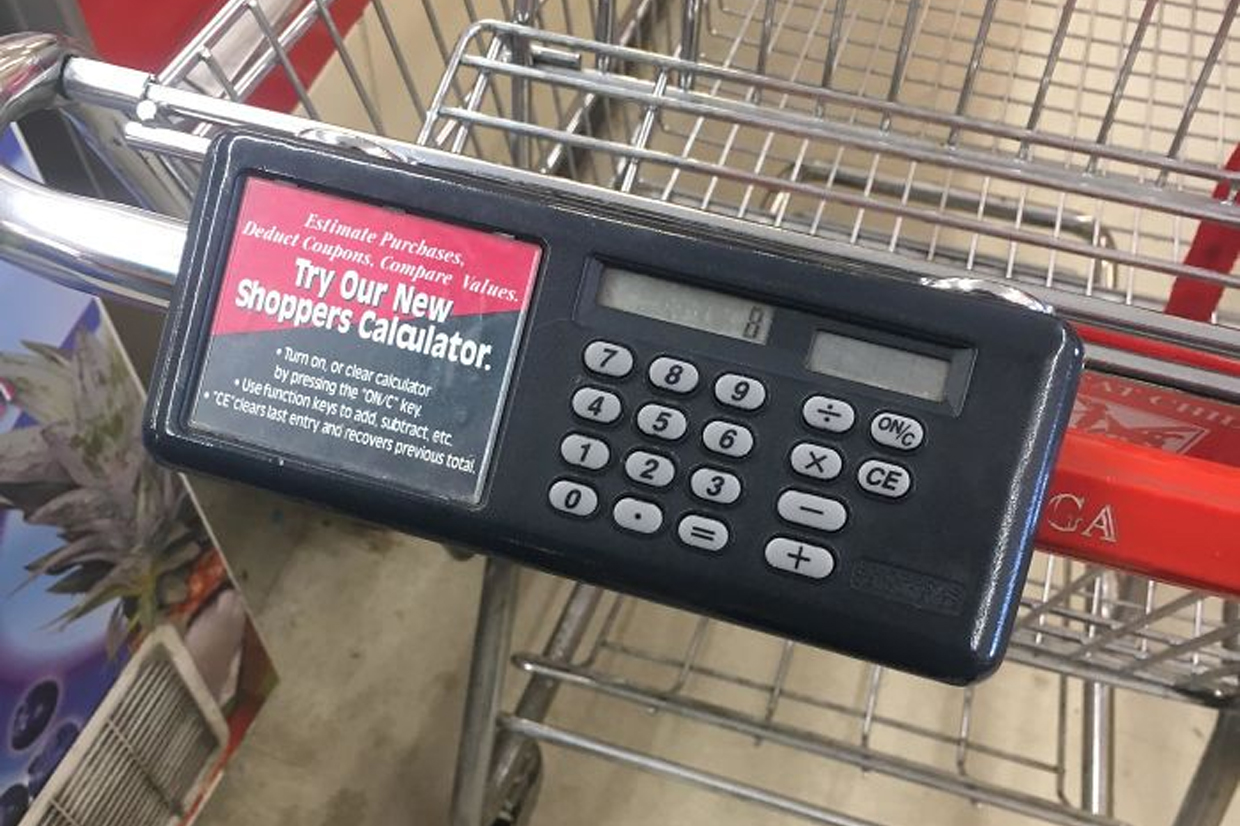 Estimate Purchases,
Deduct Coupons, Compare Values.
Try Our New
Shoppers Calculator.
• Turn on, or clear calculator
by pressing the "ON/C" key.
• Use function keys to add, subtract, etc.
• "CE" clears last entry and recovers previous total.
0
7 8 9 ÷ ON/C
4 5 6 × CE
1 2 3 −
0 . = +
GA